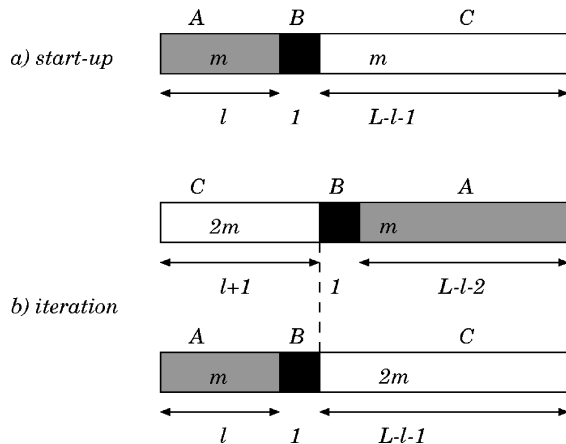 A B C
a) start-up m m
l 1 L-l-1
C B A
2m m
l+1 1 L-l-2
b) iteration
A B C
m 2m
l 1 L-l-1